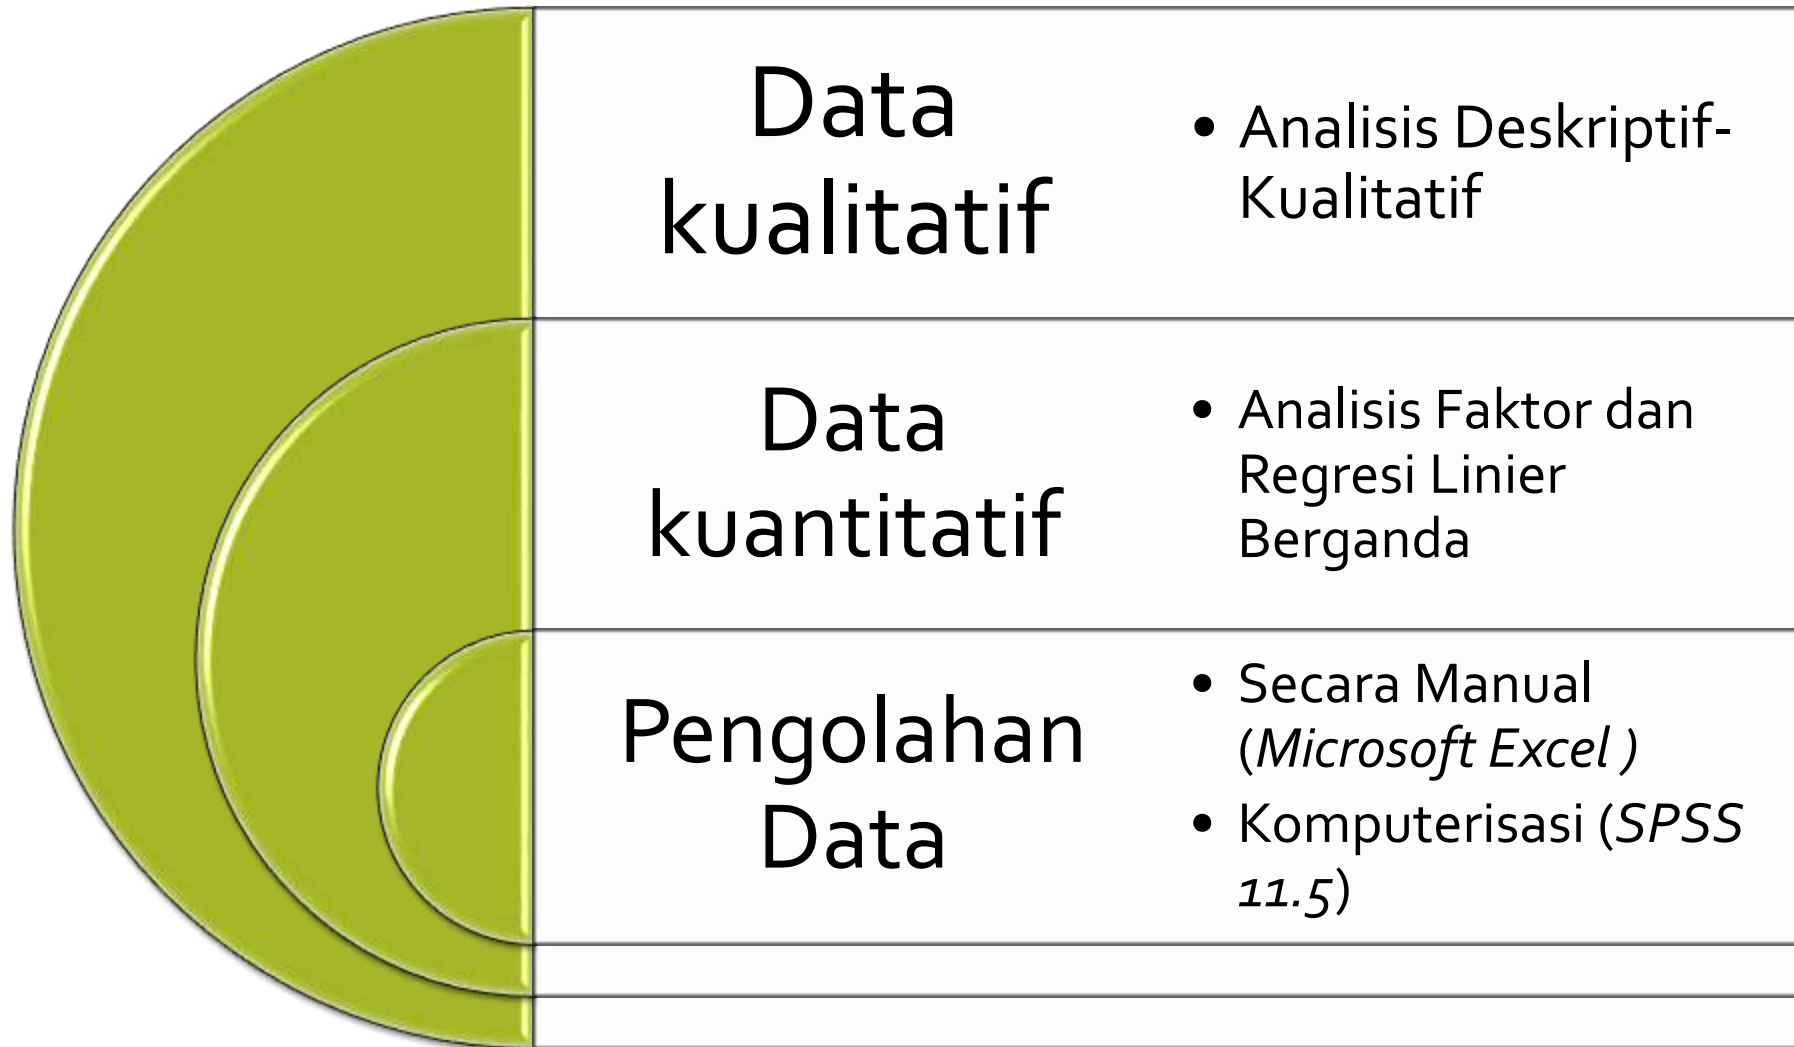 Data
kualitatif
• Analisis Deskriptif-
Kualitatif
Data
kuantitatif
• Analisis Faktor dan
Regresi Linier
Berganda
Pengolahan
Data
• Secara Manual
(Microsoft Excel )
• Komputerisasi (SPSS
11.5)